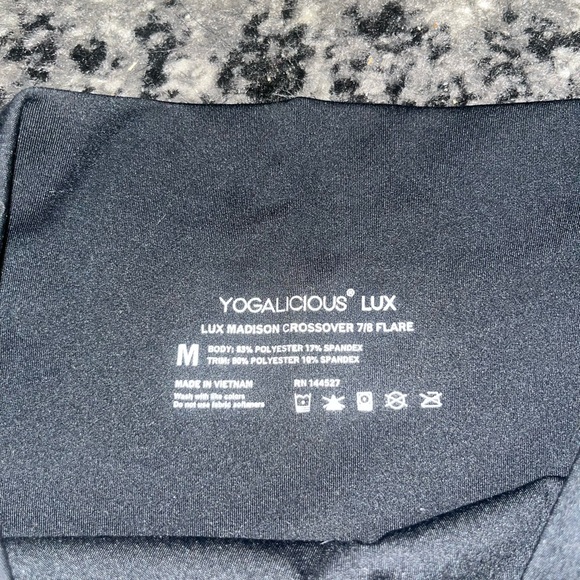 YOGALICIOUS® LUX
LUX MADISON CROSSOVER 7/8 FLARE
M
BODY: 83% POLYESTER 17% SPANDEX
TRIM: 90% POLYESTER 10% SPANDEX
MADE IN VIETNAM RN 144527
Wash with like colors
Do not use fabric softeners